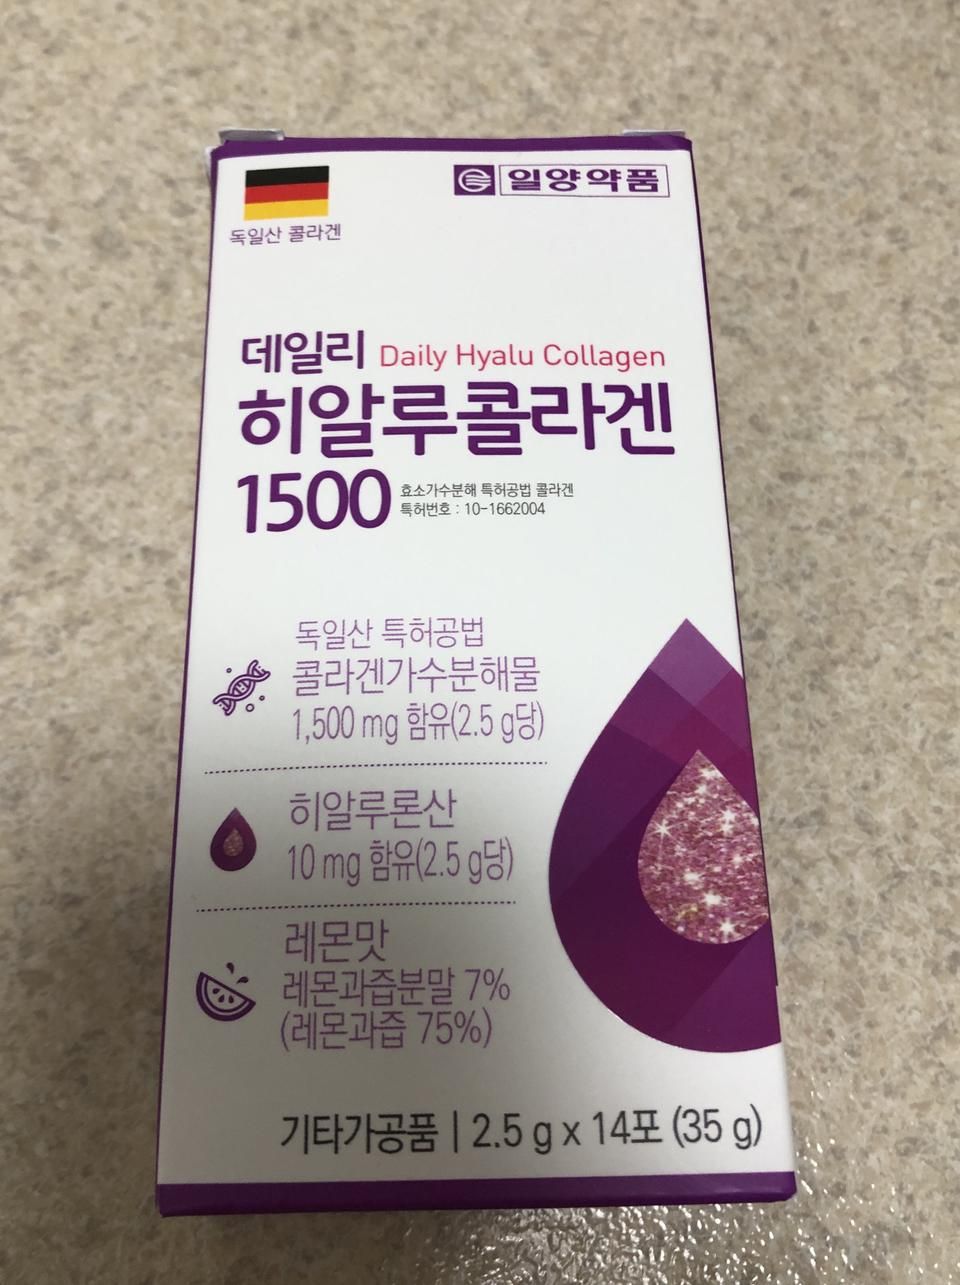 일양약품
독일산 콜라겐
데일리 Daily Hyalu Collagen
히알루콜라겐
1500
효소가수분해 특허공법 콜라겐
특허번호 : 10-1662004
독일산 특허공법
콜라겐가수분해물
1,500 mg 함유(2.5 g당)
히알루론산
10 mg 함유(2.5 g당)
레몬맛
레몬과즙분말 7%
(레몬과즙 75%)
기타가공품 | 2.5 g x 14포 (35 g)